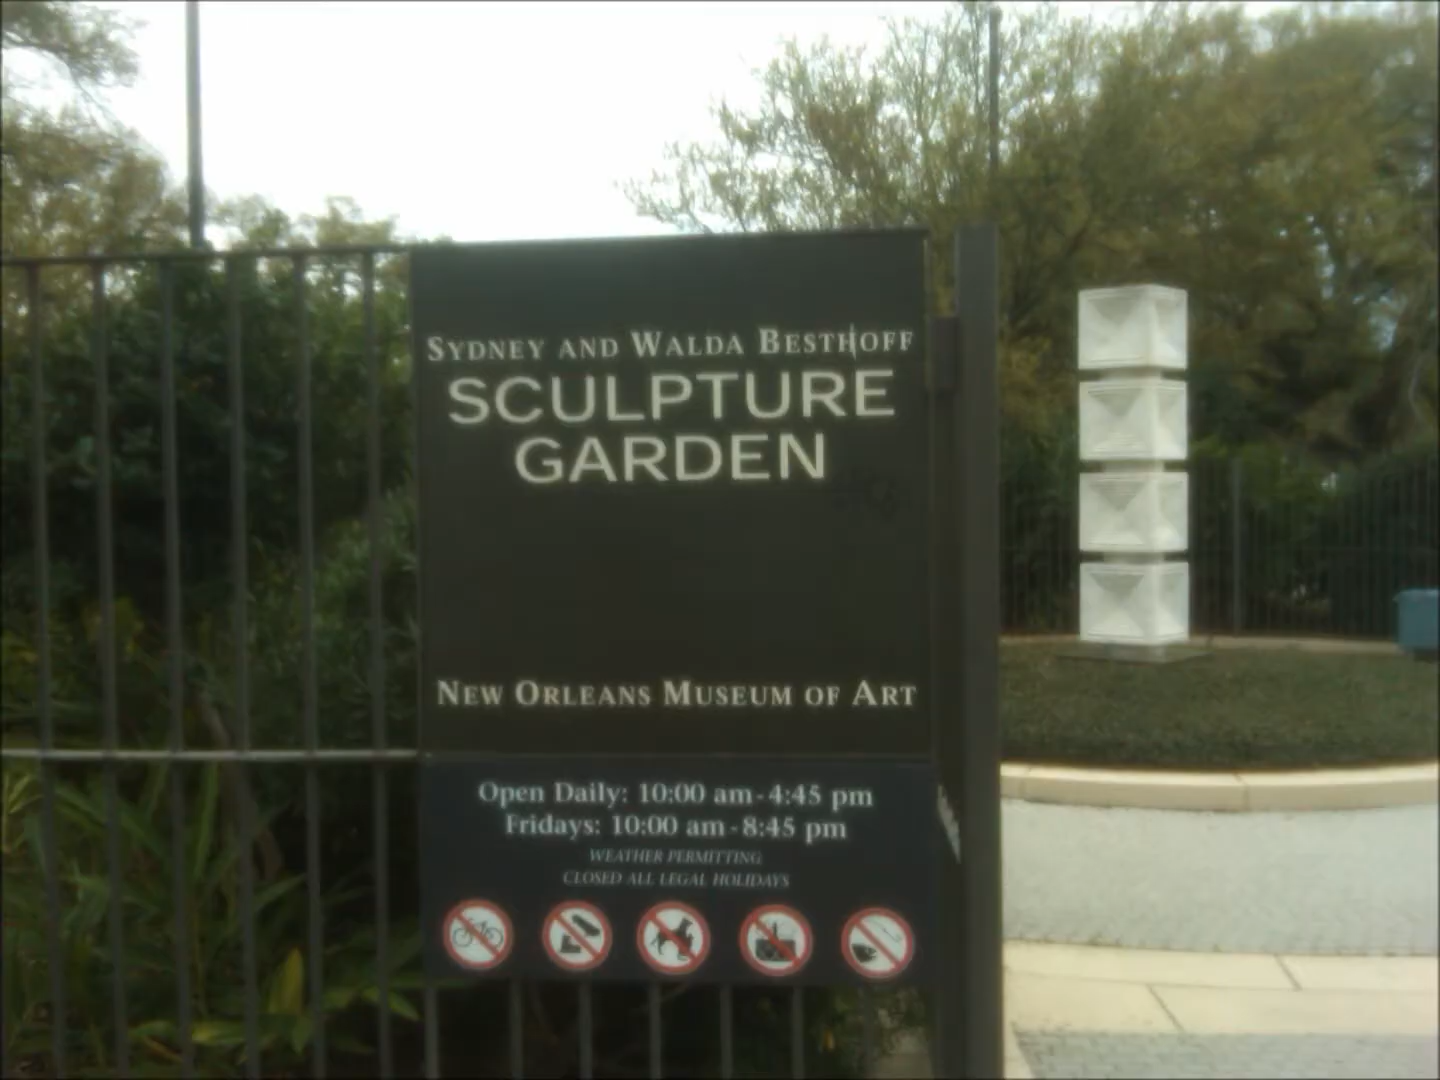 SYDNEY AND WALDA BESTHOFF
SCULPTURE
GARDEN
NEW ORLEANS MUSEUM OF ART
Open Daily: 10:00 am-4:45 pm
Fridays: 10:00 am-8:45 pm
WEATHER PERMITTING
CLOSED ALL LEGAL HOLIDAYS